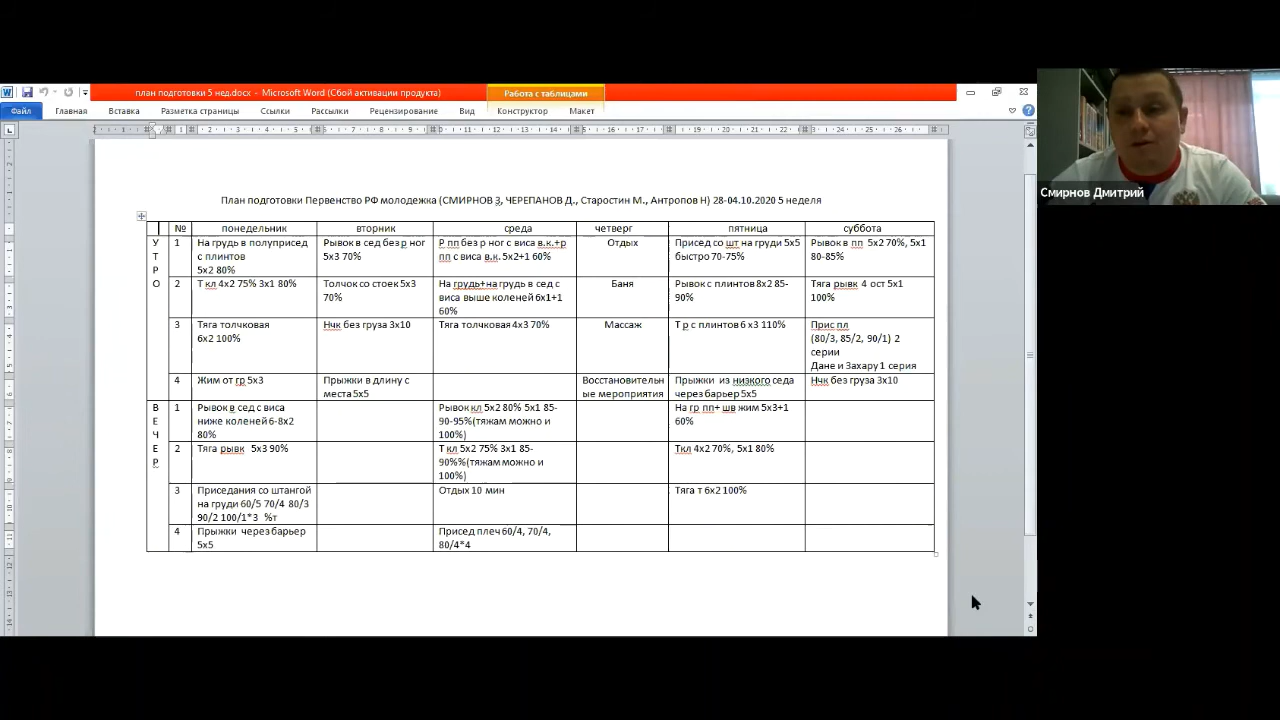 план подготовки 5 нед.docx - Microsoft Word (Сбой активации продукта)
Работа с таблицами
Файл Главная Вставка Разметка страницы Ссылки Рассылки Рецензирование Вид Конструктор Макет
План подготовки Первенство РФ молодежка (СМИРНОВ З, ЧЕРЕПАНОВ Д., Старостин М., Антропов Н) 28-04.10.2020 5 неделя
№ понедельник вторник среда четверг пятница суббота
УТРО
1 На грудь в полуприсед с плинтов 5х2 80% Рывок в сед без р ног 5х3 70% Р пп без р ног с виса в.к.+р пп с виса в.к. 5х2+1 60% Отдых Присед со шт на груди 5х5 быстро 70-75% Рывок в пп 5х2 70%, 5х1 80-85%
2 Т кл 4х2 75% 3х1 80% Толчок со стоек 5х3 70% На грудь+на грудь в сед с виса выше коленей 6х1+1 60% Баня Рывок с плинтов 8х2 85-90% Тяга рывк 4 ост 5х1 100%
3 Тяга толчковая 6х2 100% Нчк без груза 3х10 Тяга толчковая 4х3 70% Массаж Т р с плинтов 6 х3 110% Прис пл (80/3, 85/2, 90/1) 2 серии Дане и Захару 1 серия
4 Жим от гр 5х3 Прыжки в длину с места 5х5 Восстановительные мероприятия Прыжки из низкого седа через барьер 5х5 Нчк без груза 3х10
ВЕЧЕР
1 Рывок в сед с виса ниже коленей 6-8х2 80% Рывок кл 5х2 80% 5х1 85-90-95%(тяжам можно и 100%) На гр пп+ шв жим 5х3+1 60%
2 Тяга рывк 5х3 90% Т кл 5х2 75% 3х1 85-90%%(тяжам можно и 100%) Ткл 4х2 70%, 5х1 80%
3 Приседания со штангой на груди 60/5 70/4 80/3 90/2 100/1*3 %т Отдых 10 мин Тяга т 6х2 100%
4 Прыжки через барьер 5х5 Присед плеч 60/4, 70/4, 80/4*4
Смирнов Дмитрий